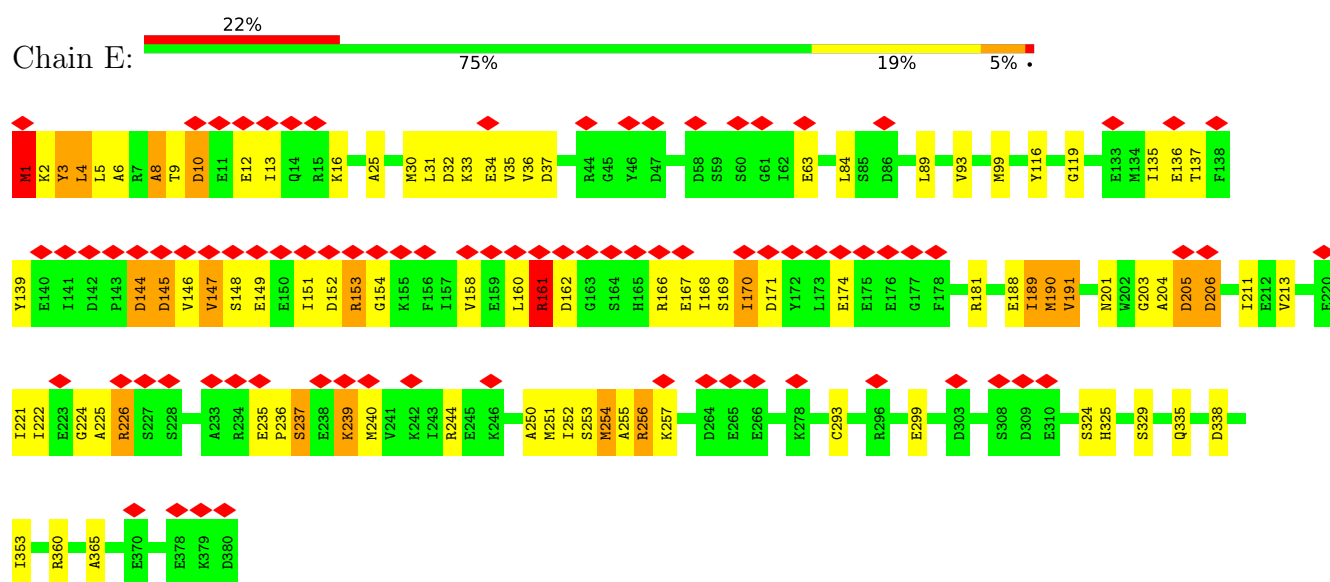 22%
Chain E:
75% 19% 5% •
M1 K2 Y3 L4 L5 A6 R7 A8 T9 D10 E11 E12 I13 Q14 R15 K16 A25 M30 L31 D32 K33 E34 V35 V36 D37 R44 G45 Y46 D47 D58 S59 S60 G61 I62 E63 L84 S85 D86 L89 V93 M99 Y116 G119 E133 M134 I135 E136 T137 F138
Y139 E140 I141 D142 P143 D144 D145 V146 V147 S148 E149 E150 I151 D152 R153 G154 K155 F156 I157 V158 E159 L160 R161 D162 G163 S164 H165 R166 E167 I168 S169 I170 D171 Y172 L173 E174 E175 E176 G177 F178 R181 E188 I189 M190 V191 N201 W202 G203 A204 D205 D206 I211 E212 V213 E220
I221 I222 E223 G224 A225 R226 S227 S228 A233 R234 E235 P236 S237 E238 K239 M240 V241 K242 I243 R244 E245 K246 A250 M251 I252 S253 M254 A255 R256 K257 D264 E265 E266 K278 C293 R296 E299 D303 S308 D309 E310 S324 H325 S329 Q335 D338
I353 R360 A365 E370 E378 K379 D380